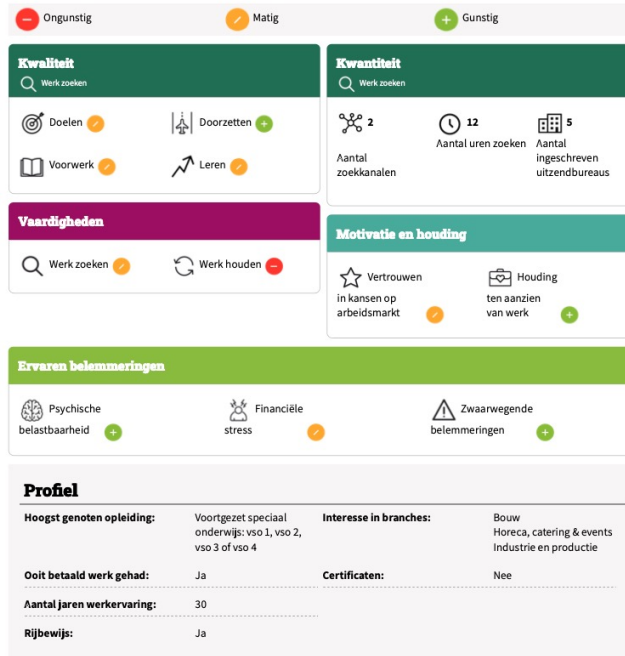 Ongunstig
Matig
Gunstig
Kwaliteit
Werk zoeken
Doelen
Doorzetten
Voorwerk
Leren
Kwantiteit
Werk zoeken
2
Aantal
zoekkanalen
12
Aantal uren zoeken
5
Aantal
ingeschreven
uitzendbureaus
Vaardigheden
Werk zoeken
Werk houden
Motivatie en houding
Vertrouwen
in kansen op
arbeidsmarkt
Houding
ten aanzien
van werk
Ervaren belemmeringen
Psychische
belastbaarheid
Financiële
stress
Zwaarwegende
belemmeringen
Profiel
Hoogst genoten opleiding:
Voortgezet speciaal
onderwijs: vso 1, vso 2,
vso 3 of vso 4
Interesse in branches:
Bouw
Horeca, catering & events
Industrie en productie
Ooit betaald werk gehad:
Ja
Certificaten:
Nee
Aantal jaren werkervaring:
30
Rijbewijs:
Ja